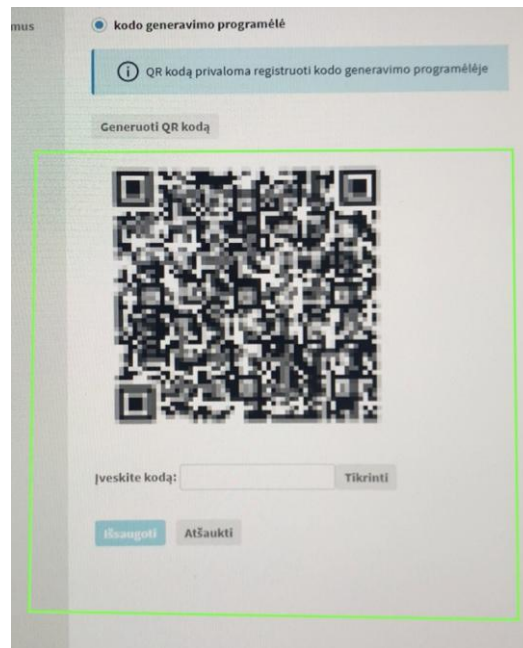 mus
kodo generavimo programėlė
QR kodą privaloma registruoti kodo generavimo programėlėje
Generuoti QR kodą
Įveskite kodą:
Tikrinti
Išsaugoti
Atšaukti